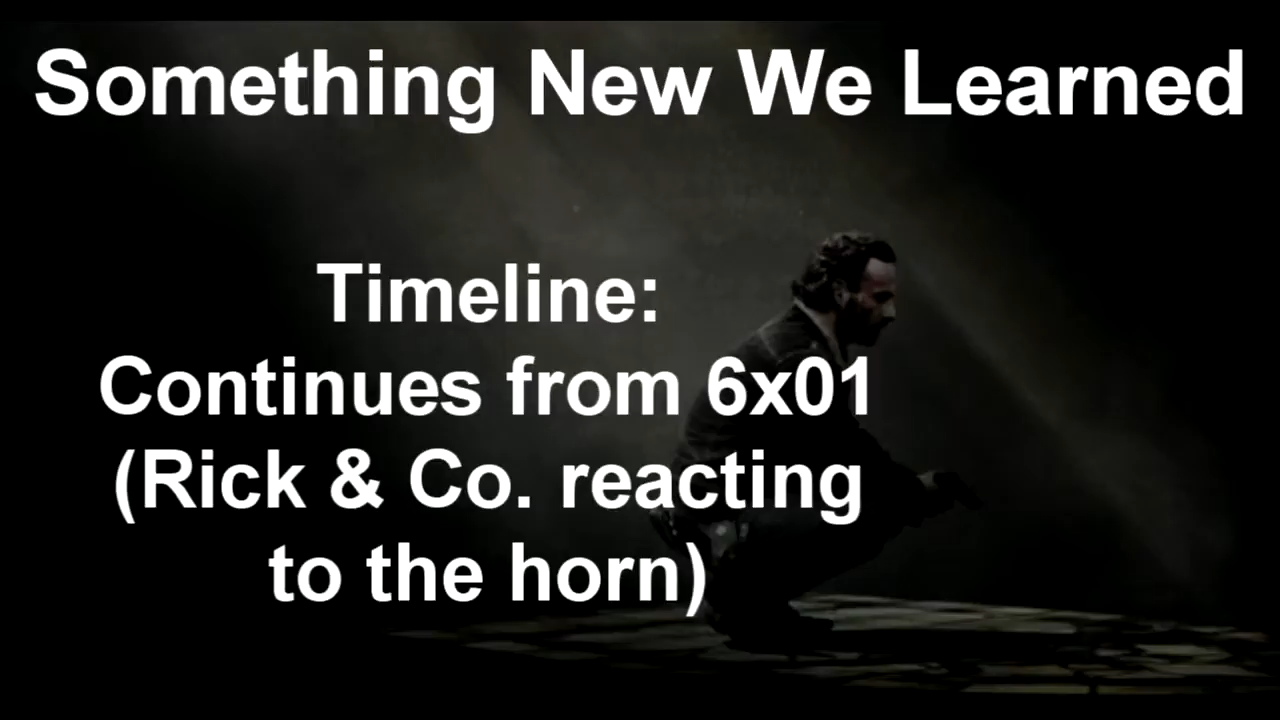 Something New We Learned
Timeline:
Continues from 6x01
(Rick & Co. reacting
to the horn)